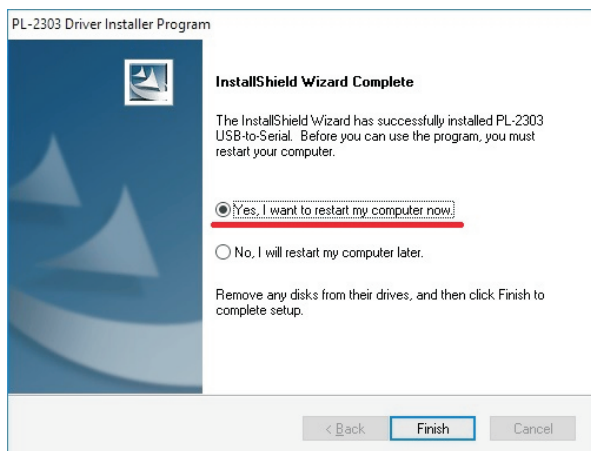 PL-2303 Driver Installer Program
InstallShield Wizard Complete
The InstallShield Wizard has successfully installed PL-2303
USB-to-Serial. Before you can use the program, you must
restart your computer.
Yes, I want to restart my computer now.
No, I will restart my computer later.
Remove any disks from their drives, and then click Finish to
complete setup.
< Back Finish Cancel